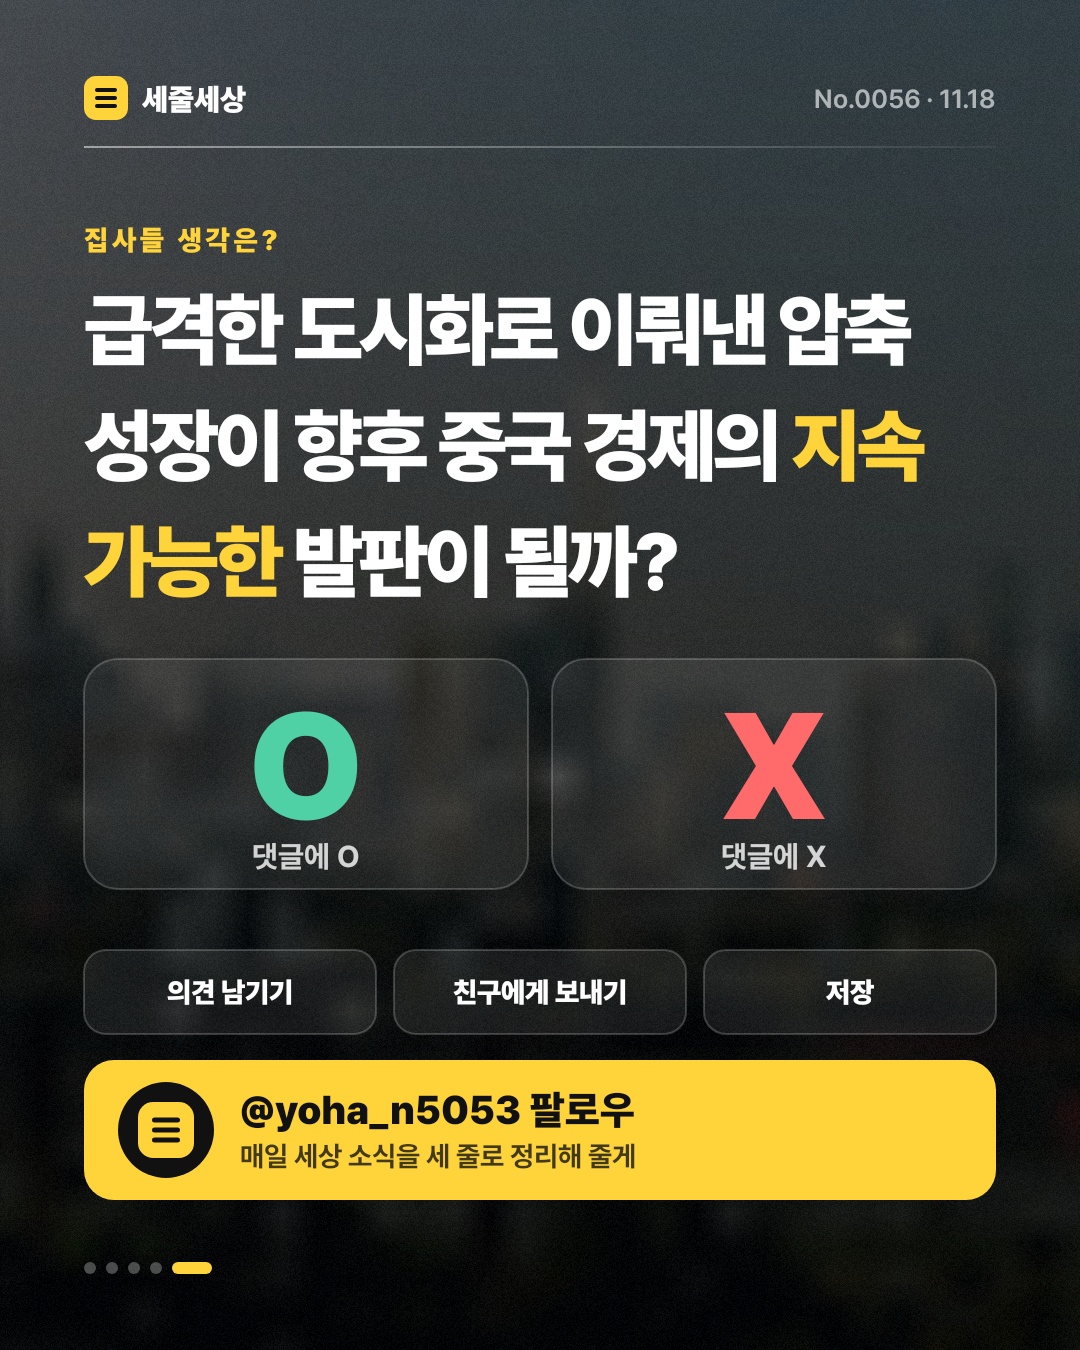 세줄세상
No.0056 · 11.18
집사들 생각은?
급격한 도시화로 이뤄낸 압축
성장이 향후 중국 경제의 지속
가능한 발판이 될까?
O
댓글에 O
X
댓글에 X
의견 남기기
친구에게 보내기
저장
@yoha_n5053 팔로우
매일 세상 소식을 세 줄로 정리해 줄게